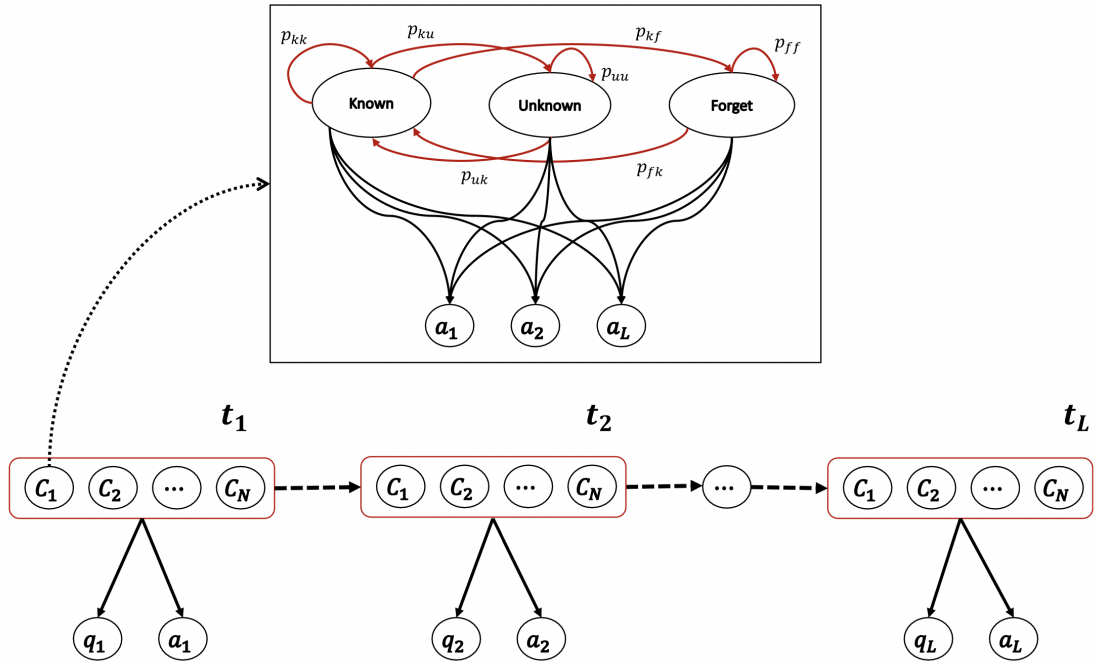 p_kk p_ku p_kf p_ff
p_uu
Known Unknown Forget
p_uk p_fk
a_1 a_2 a_L
t_1 t_2 t_L
C_1 C_2 ... C_N C_1 C_2 ... C_N ... C_1 C_2 ... C_N
q_1 a_1 q_2 a_2 q_L a_L